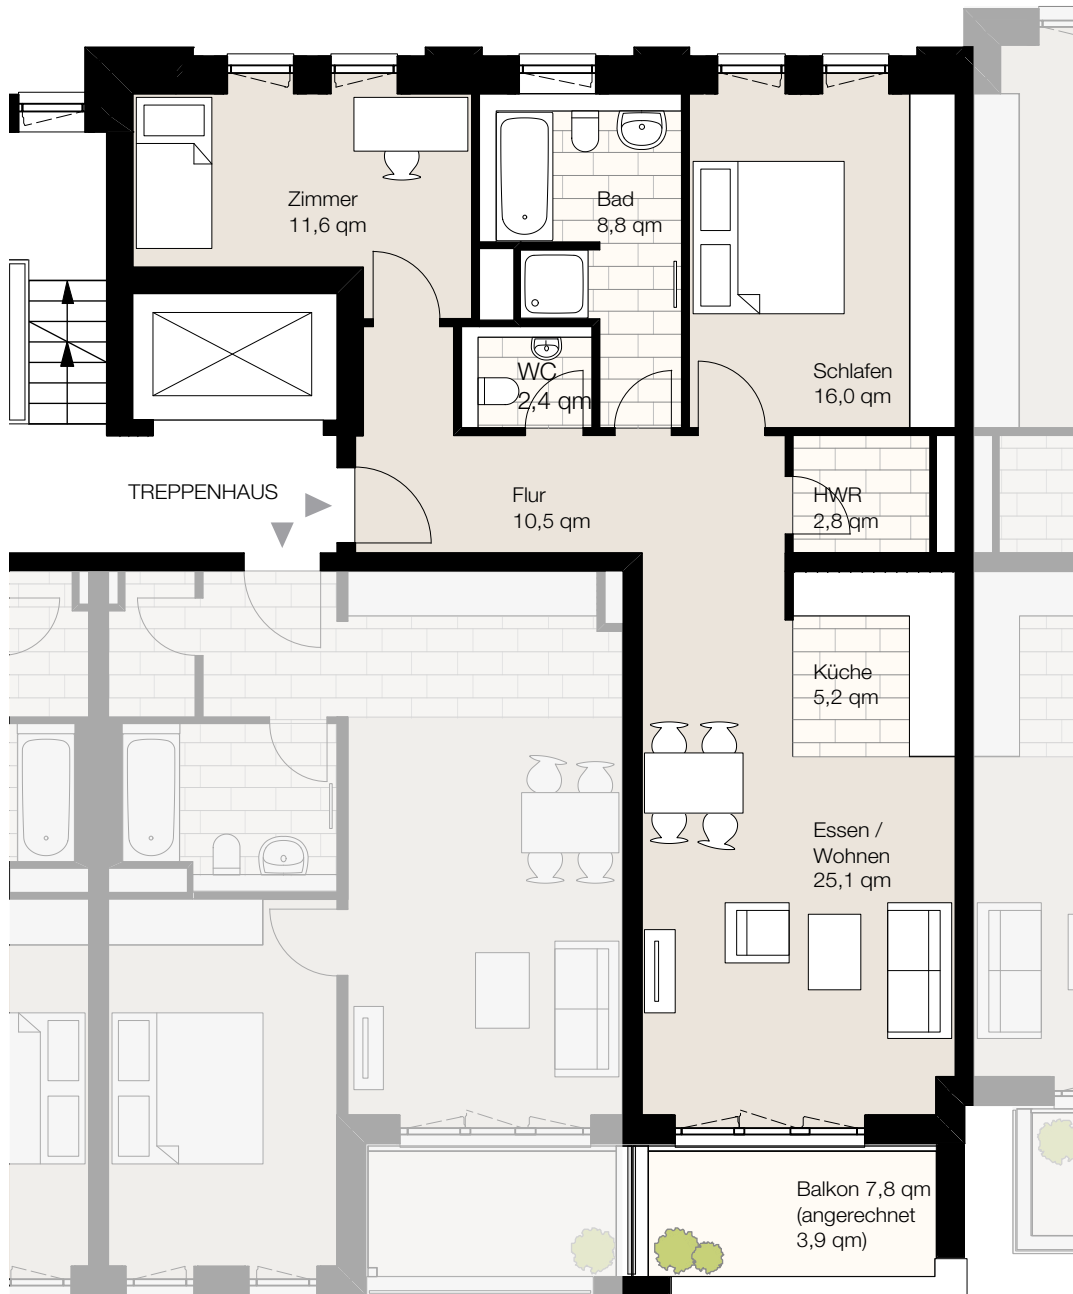 Zimmer
11,6 qm
Bad
8,8 qm
WC
2,4 qm
Schlafen
16,0 qm
TREPPENHAUS
Flur
10,5 qm
HWR
2,8 qm
Küche
5,2 qm
Essen /
Wohnen
25,1 qm
Balkon 7,8 qm
(angerechnet
3,9 qm)